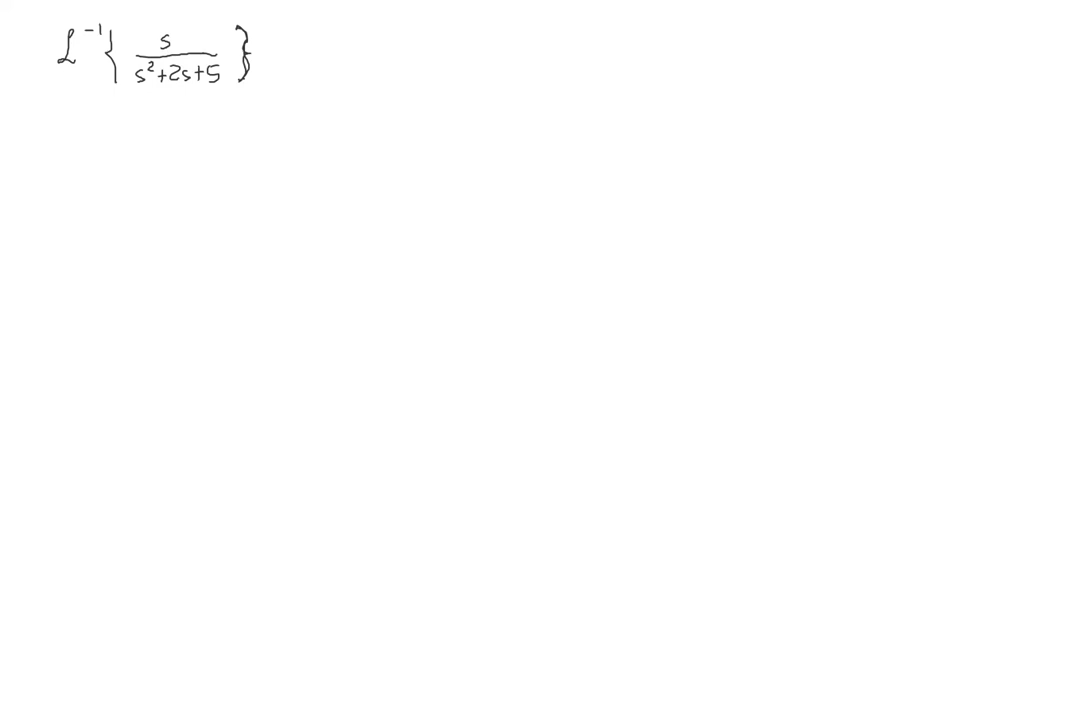 ℒ⁻¹{ s / (s²+2s+5) }